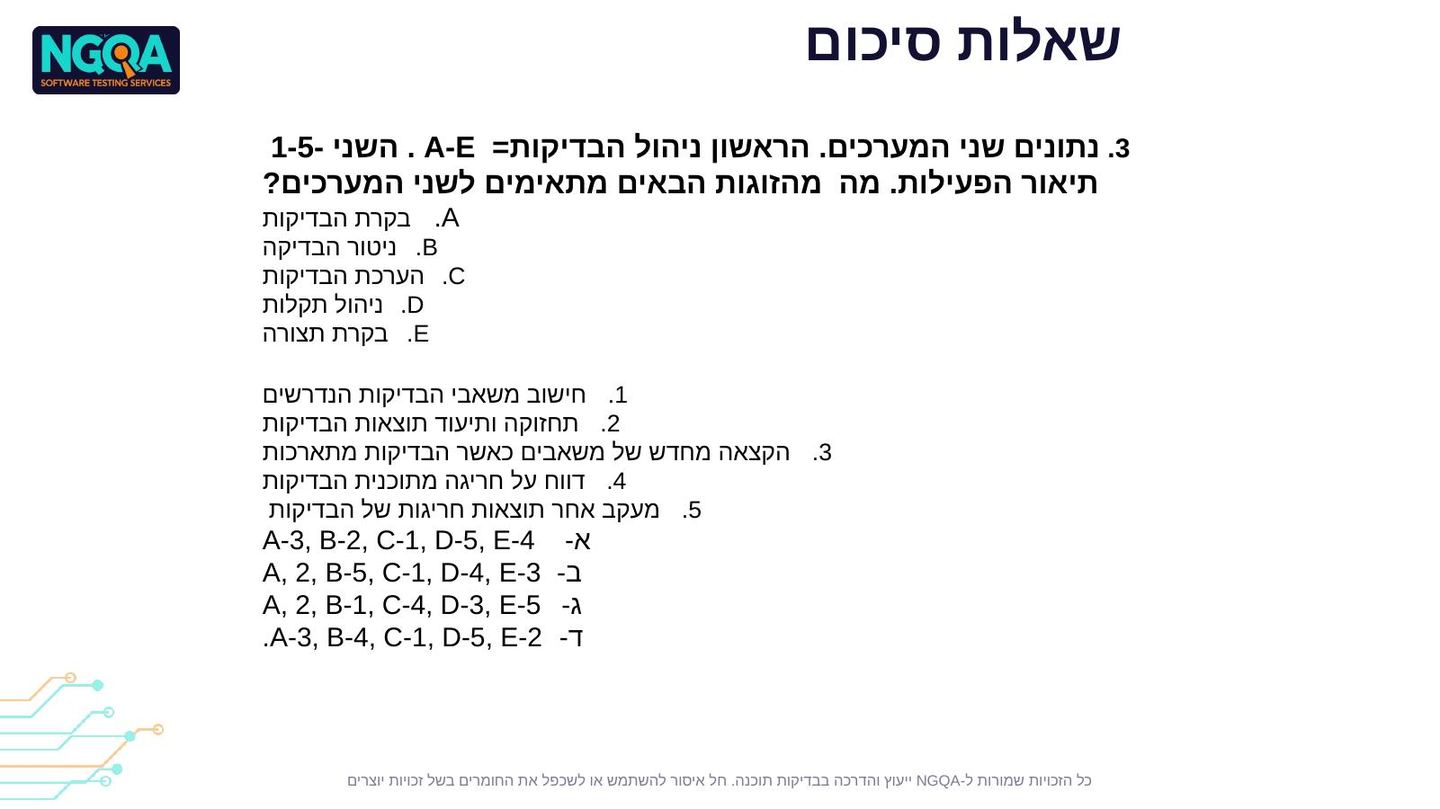 NGQA
SOFTWARE TESTING SERVICES
שאלות סיכום
3. נתונים שני המערכים. הראשון ניהול הבדיקות= A-E . השני -1-5
תיאור הפעילות. מה מהזוגות הבאים מתאימים לשני המערכים?
A. בקרת הבדיקות
B. ניטור הבדיקה
C. הערכת הבדיקות
D. ניהול תקלות
E. בקרת תצורה
1. חישוב משאבי הבדיקות הנדרשים
2. תחזוקה ותיעוד תוצאות הבדיקות
3. הקצאה מחדש של משאבים כאשר הבדיקות מתארכות
4. דווח על חריגה מתוכנית הבדיקות
5. מעקב אחר תוצאות חריגות של הבדיקות
א- A-3, B-2, C-1, D-5, E-4
ב- A, 2, B-5, C-1, D-4, E-3
ג- A, 2, B-1, C-4, D-3, E-5
ד- A-3, B-4, C-1, D-5, E-2.
כל הזכויות שמורות ל-NGQA ייעוץ והדרכה בבדיקות תוכנה. חל איסור להשתמש או לשכפל את החומרים בשל זכויות יוצרים